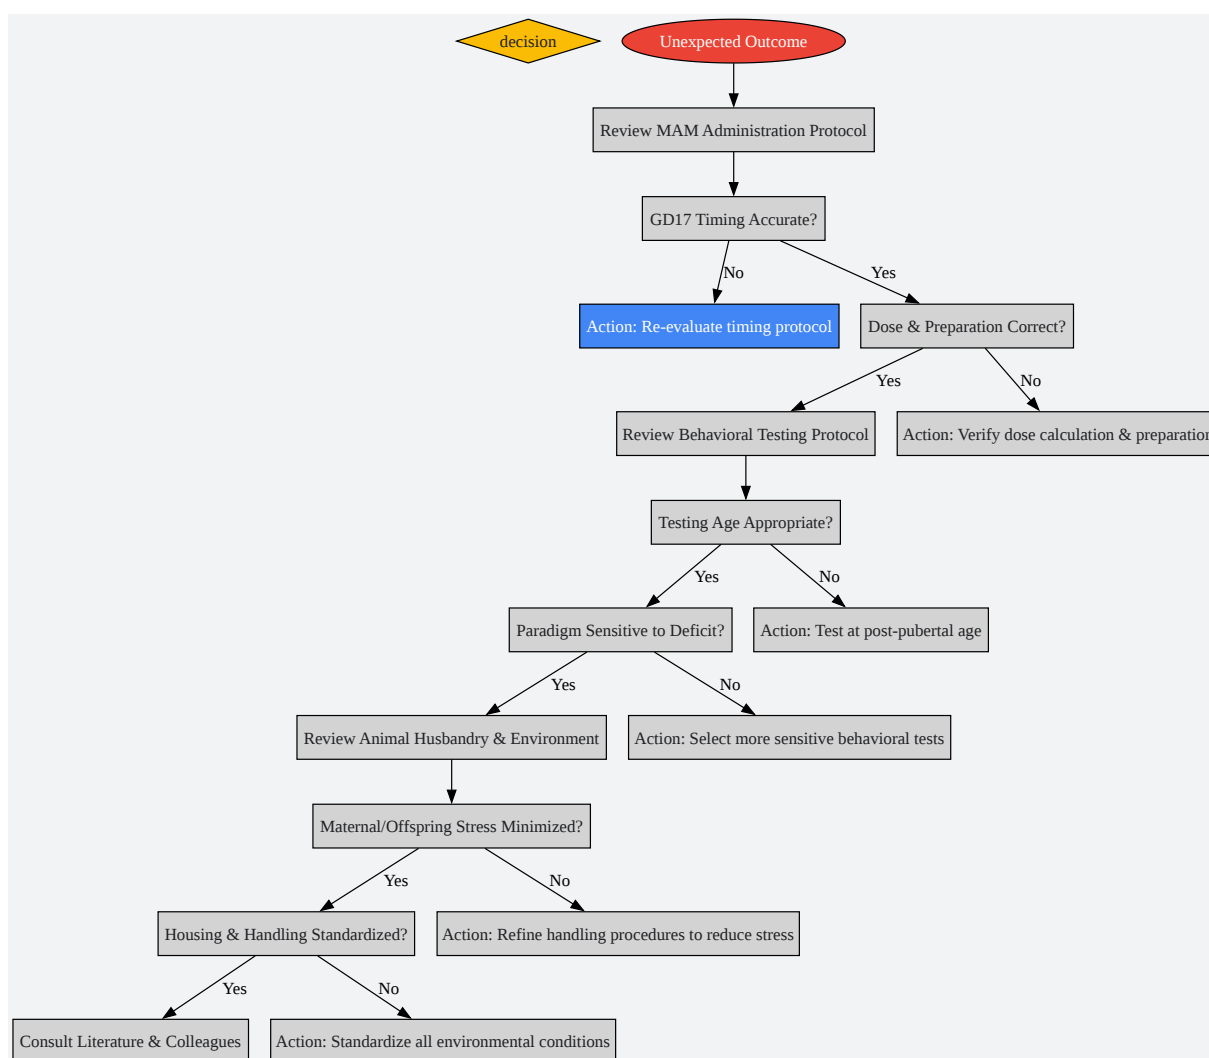 decision
Unexpected Outcome
Review MAM Administration Protocol
GD17 Timing Accurate?
No
Yes
Action: Re-evaluate timing protocol
Dose & Preparation Correct?
Yes
No
Review Behavioral Testing Protocol
Action: Verify dose calculation & preparation
Testing Age Appropriate?
Yes
No
Paradigm Sensitive to Deficit?
Action: Test at post-pubertal age
Yes
No
Review Animal Husbandry & Environment
Action: Select more sensitive behavioral tests
Maternal/Offspring Stress Minimized?
Yes
No
Housing & Handling Standardized?
Action: Refine handling procedures to reduce stress
Yes
No
Consult Literature & Colleagues
Action: Standardize all environmental conditions